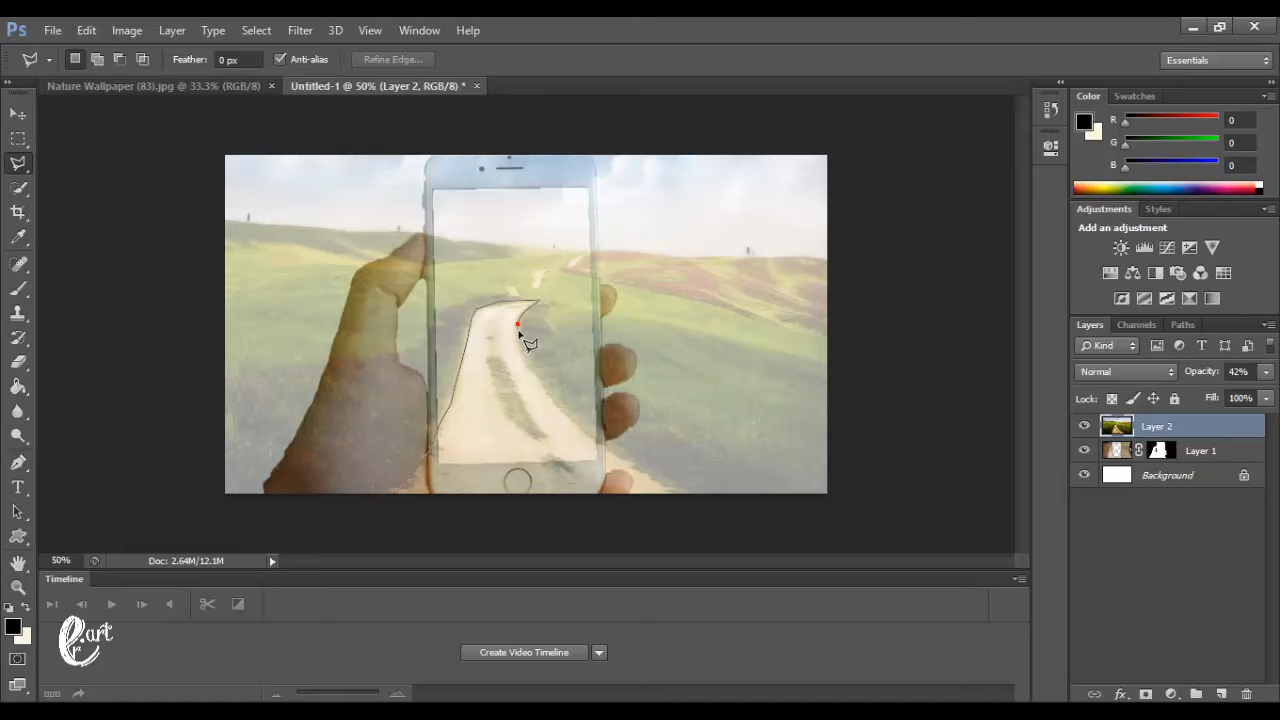 Ps File Edit Image Layer Type Select Filter 3D View Window Help
Feather: 0 px Anti-alias Refine Edge... Essentials
Nature Wallpaper (83).jpg @ 33.3% (RGB/8) × Untitled-1 @ 50% (Layer 2, RGB/8) * ×
Color Swatches
R 0
G 0
B 0
Adjustments Styles
Add an adjustment
Layers Channels Paths
Kind
Normal Opacity: 42%
Lock: Fill: 100%
Layer 2
Layer 1
Background
50% Doc: 2.64M/12.1M
Timeline
Create Video Timeline